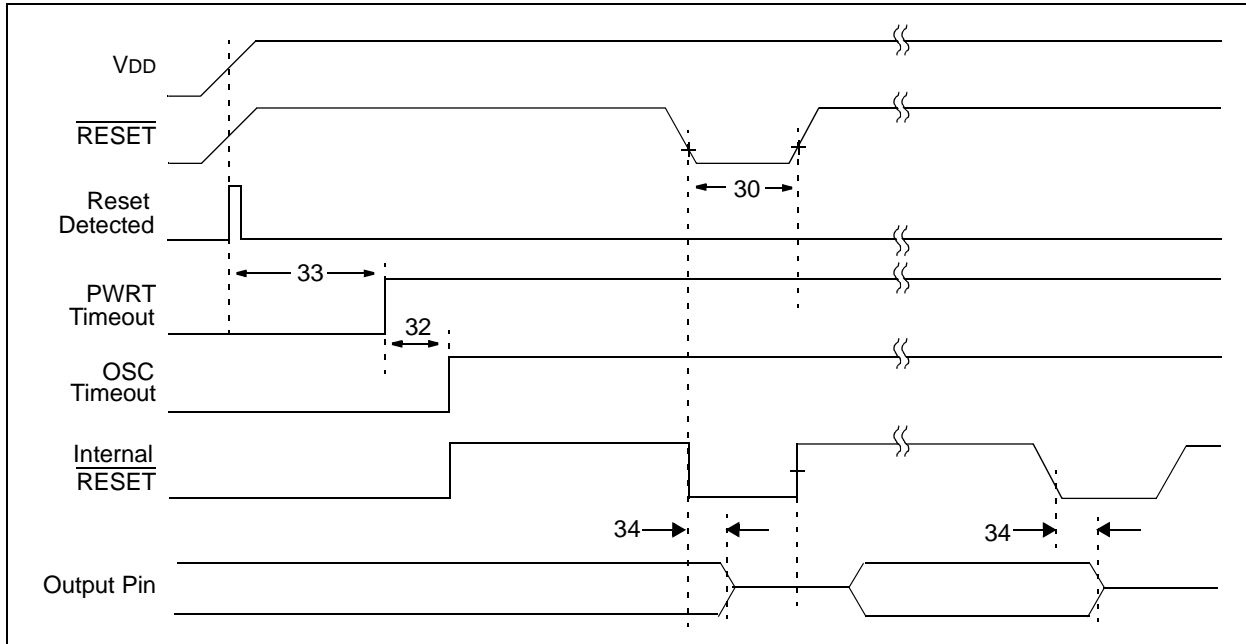 VDD
RESET
Reset
Detected
30
33
PWRT
Timeout
32
OSC
Timeout
Internal
RESET
34
34
Output Pin